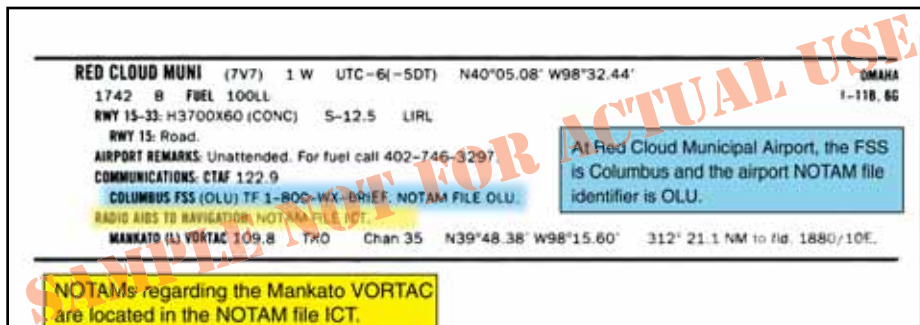 RED CLOUD MUNI (7V7) 1 W UTC-6(-5DT) N40°05.08' W98°32.44' OMAHA
1742 B FUEL 100LL L-11B, 6G
RWY 15-33: H3700X60 (CONC) S-12.5 LIRL
RWY 15: Road.
AIRPORT REMARKS: Unattended. For fuel call 402-746-3297.
COMMUNICATIONS: CTAF 122.9
COLUMBUS FSS (OLU) TF 1-800-WX-BRIEF. NOTAM FILE OLU.
RADIO AIDS TO NAVIGATION: NOTAM FILE ICT.
MANKATO (L) VORTAC 109.8 TKO Chan 35 N39°48.38' W98°15.60' 312° 21.1 NM to fld. 1880/10E.
At Red Cloud Municipal Airport, the FSS
is Columbus and the airport NOTAM file
identifier is OLU.
NOTAMs regarding the Mankato VORTAC
are located in the NOTAM file ICT.
SAMPLE NOT FOR ACTUAL USE